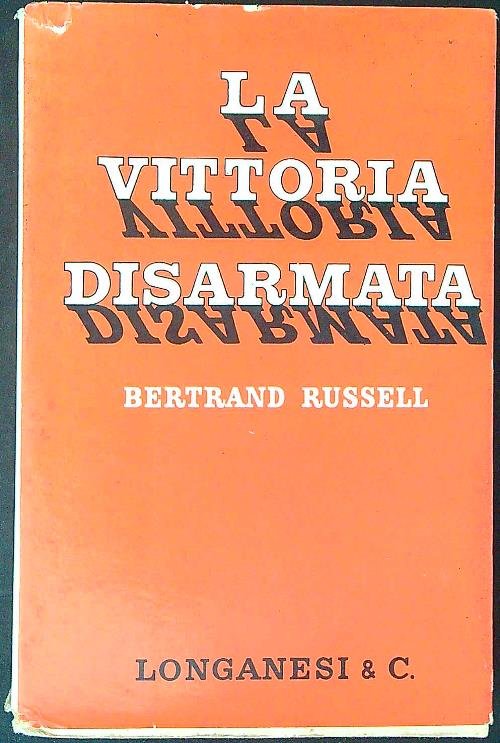 LA
VITTORIA
DISARMATA
BERTRAND RUSSELL
LONGANESI & C.